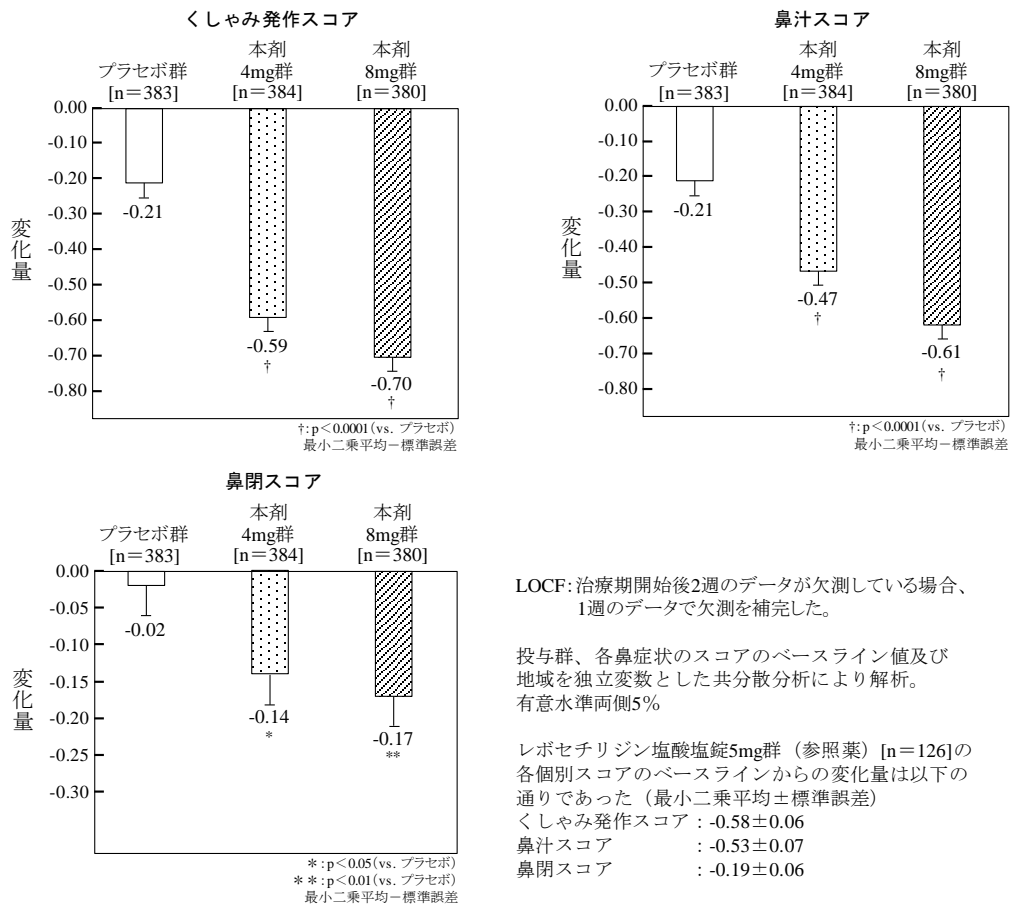 くしゃみ発作スコア
プラセボ群
[n＝383]
本剤
4mg群
[n＝384]
本剤
8mg群
[n＝380]
変化量
0.00
-0.10
-0.20
-0.30
-0.40
-0.50
-0.60
-0.70
-0.80
-0.21
-0.59
†
-0.70
†
†:p＜0.0001(vs. プラセボ)
最小二乗平均－標準誤差
鼻汁スコア
プラセボ群
[n＝383]
本剤
4mg群
[n＝384]
本剤
8mg群
[n＝380]
変化量
0.00
-0.10
-0.20
-0.30
-0.40
-0.50
-0.60
-0.70
-0.80
-0.21
-0.47
†
-0.61
†
†:p＜0.0001(vs. プラセボ)
最小二乗平均－標準誤差
鼻閉スコア
プラセボ群
[n＝383]
本剤
4mg群
[n＝384]
本剤
8mg群
[n＝380]
変化量
0.00
-0.05
-0.10
-0.15
-0.20
-0.25
-0.30
-0.02
-0.14
*
-0.17
**
＊:p＜0.05(vs. プラセボ)
＊＊:p＜0.01(vs. プラセボ)
最小二乗平均－標準誤差
LOCF:治療期開始後2週のデータが欠測している場合、
1週のデータで欠測を補完した。
投与群、各鼻症状のスコアのベースライン値及び
地域を独立変数とした共分散分析により解析。
有意水準両側5%
レボセチリジン塩酸塩錠5mg群（参照薬）[n＝126]の
各個別スコアのベースラインからの変化量は以下の
通りであった（最小二乗平均±標準誤差）
くしゃみ発作スコア：-0.58±0.06
鼻汁スコア：-0.53±0.07
鼻閉スコア：-0.19±0.06